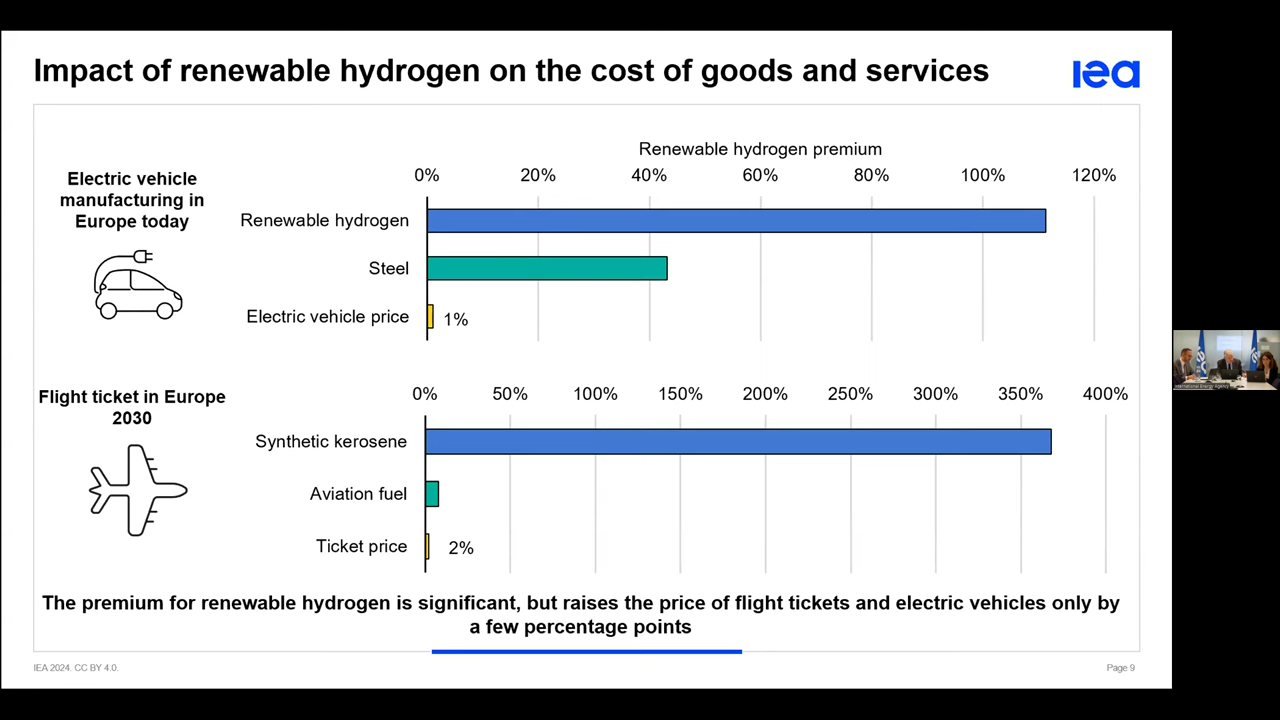 Impact of renewable hydrogen on the cost of goods and services
iea
Renewable hydrogen premium
0% 20% 40% 60% 80% 100% 120%
Electric vehicle
manufacturing in
Europe today
Renewable hydrogen
Steel
Electric vehicle price 1%
0% 50% 100% 150% 200% 250% 300% 350% 400%
Flight ticket in Europe
2030
Synthetic kerosene
Aviation fuel
Ticket price 2%
The premium for renewable hydrogen is significant, but raises the price of flight tickets and electric vehicles only by
a few percentage points
IEA 2024. CC BY 4.0.
Page 9
International Energy Agency